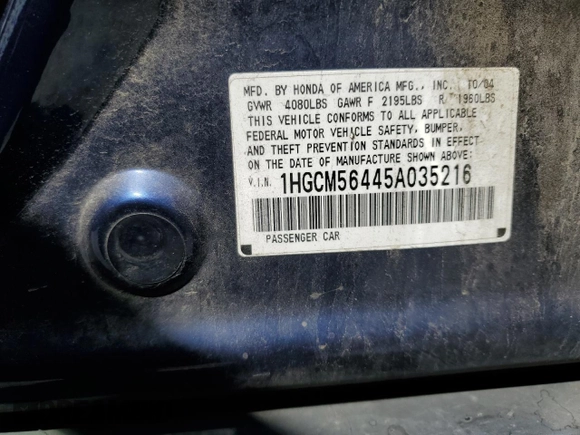 MFD. BY HONDA OF AMERICA MFG., INC. 10/04
GVWR 4080LBS GAWR F 2195LBS R 1960LBS
THIS VEHICLE CONFORMS TO ALL APPLICABLE
FEDERAL MOTOR VEHICLE SAFETY, BUMPER,
AND THEFT PREVENTION STANDARDS IN EFFECT
ON THE DATE OF MANUFACTURE SHOWN ABOVE:
V.I.N. 1HGCM56445A035216
PASSENGER CAR